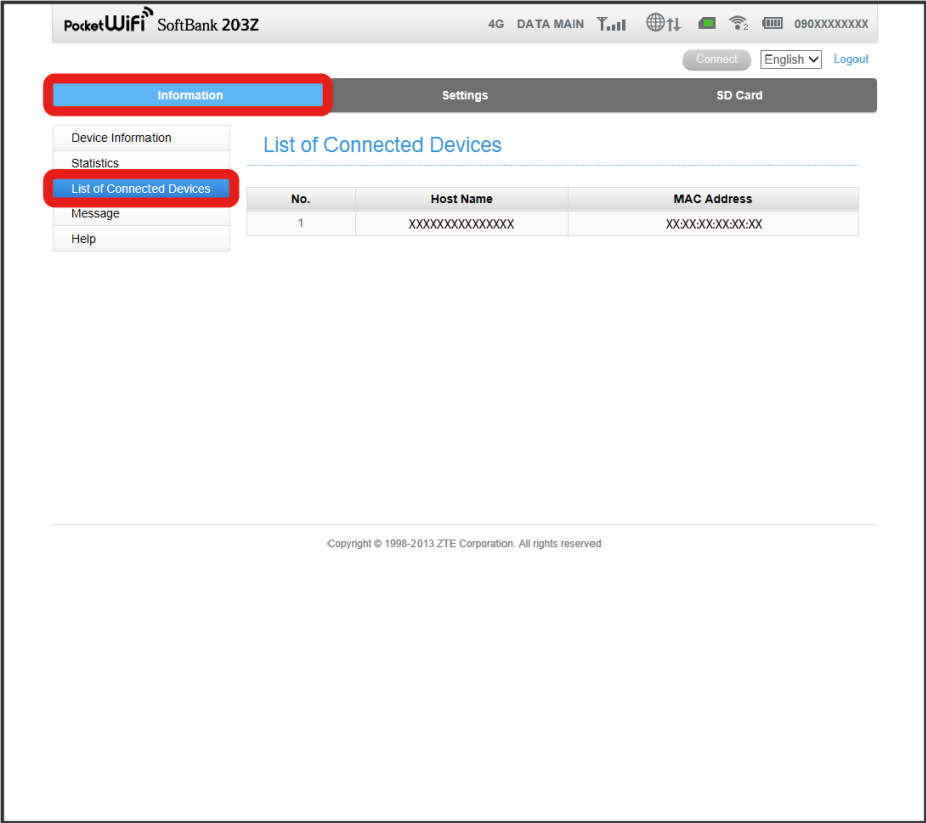 PocketWiFi SoftBank 203Z 4G DATA MAIN 2 090XXXXXXXX
Connect English Logout
Information Settings SD Card
Device Information
Statistics
List of Connected Devices
Message
Help
List of Connected Devices
No. Host Name MAC Address
1 XXXXXXXXXXXXXXX XX:XX:XX:XX:XX:XX
Copyright © 1998-2013 ZTE Corporation. All rights reserved